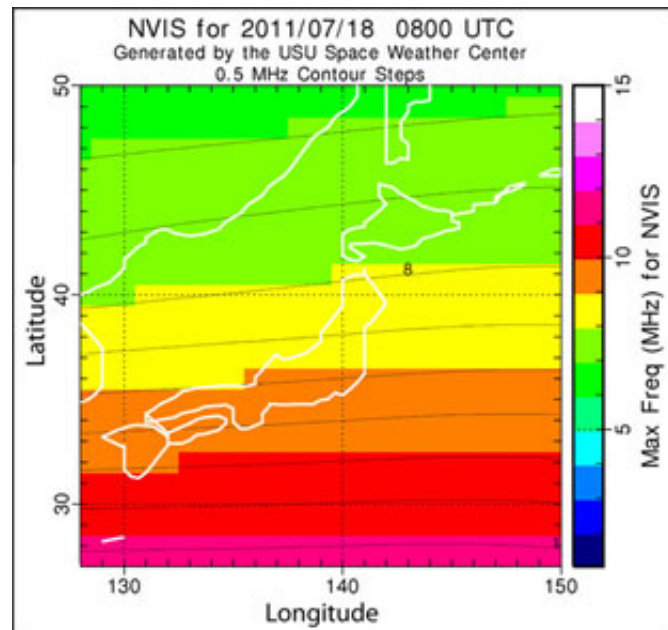 NVIS for 2011/07/18 0800 UTC
Generated by the USU Space Weather Center
0.5 MHz Contour Steps
50
40
30
Latitude
8
130
140
150
Longitude
15
10
5
Max Freq (MHz) for NVIS